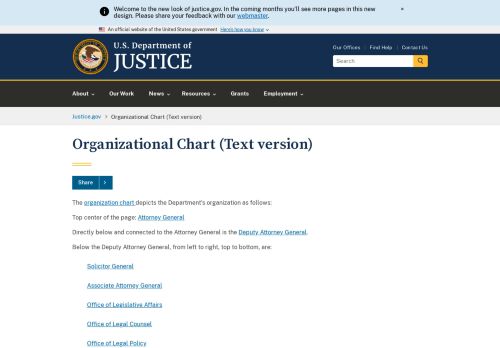 Welcome to the new look of justice.gov. In the coming months you'll see more pages in this new
design. Please share your feedback with our webmaster.
×
An official website of the United States government Here's how you know
U.S. Department of
JUSTICE
Our Offices | Find Help | Contact Us
Search
About
Our Work
News
Resources
Grants
Employment
Justice.gov > Organizational Chart (Text version)
Organizational Chart (Text version)
Share >
The organization chart depicts the Department's organization as follows:
Top center of the page: Attorney General
Directly below and connected to the Attorney General is the Deputy Attorney General.
Below the Deputy Attorney General, from left to right, top to bottom, are:
Solicitor General
Associate Attorney General
Office of Legislative Affairs
Office of Legal Counsel
Office of Legal Policy